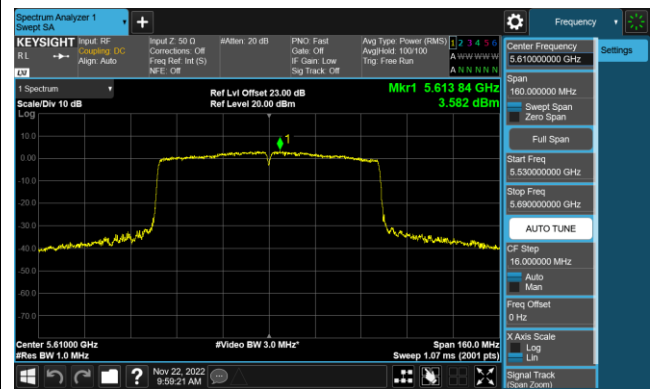 Spectrum Analyzer 1
Swept SA
+
Frequency
KEYSIGHT
Input: RF
Coupling: DC
Align: Auto
Input Z: 50 Ω
Corrections: Off
Freq Ref: Int (S)
NFE: Off
#Atten: 20 dB
PNO: Fast
Gate: Off
IF Gain: Low
Sig Track: Off
Avg Type: Power (RMS)
Avg|Hold: 100/100
Trig: Free Run
1 2 3 4 5 6
A W W W W W
A N N N N N
RL
LXI
1 Spectrum
Scale/Div 10 dB
Log
Ref Lvl Offset 23.00 dB
Ref Level 20.00 dBm
Mkr1 5.613 84 GHz
3.582 dBm
1
10.0
0.00
-10.0
-20.0
-30.0
-40.0
-50.0
-60.0
-70.0
Center 5.61000 GHz
#Res BW 1.0 MHz
#Video BW 3.0 MHz*
Span 160.0 MHz
Sweep 1.07 ms (2001 pts)
Center Frequency
5.610000000 GHz
Settings
Span
160.000000 MHz
Swept Span
Zero Span
Full Span
Start Freq
5.530000000 GHz
Stop Freq
5.690000000 GHz
AUTO TUNE
CF Step
16.000000 MHz
Auto
Man
Freq Offset
0 Hz
X Axis Scale
Log
Lin
Signal Track
(Span Zoom)
?
Nov 22, 2022
9:59:21 AM